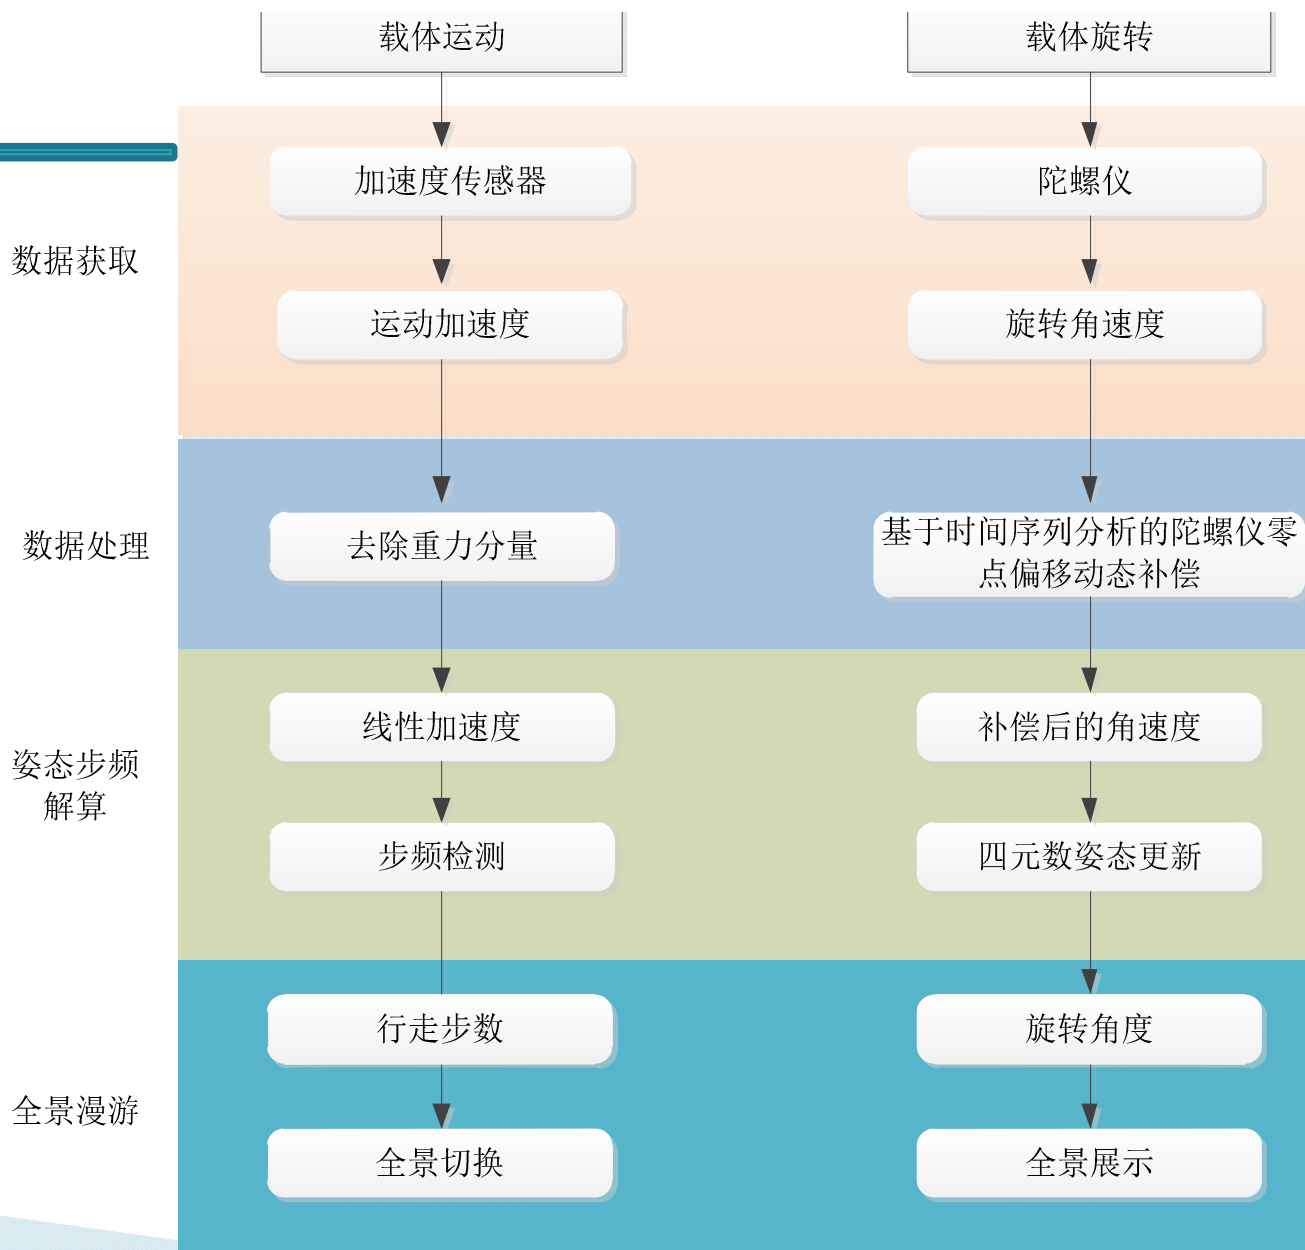 载体运动
载体旋转
加速度传感器
陀螺仪
数据获取
运动加速度
旋转角速度
数据处理
去除重力分量
基于时间序列分析的陀螺仪零
点偏移动态补偿
线性加速度
补偿后的角速度
姿态步频
解算
步频检测
四元数姿态更新
行走步数
旋转角度
全景漫游
全景切换
全景展示